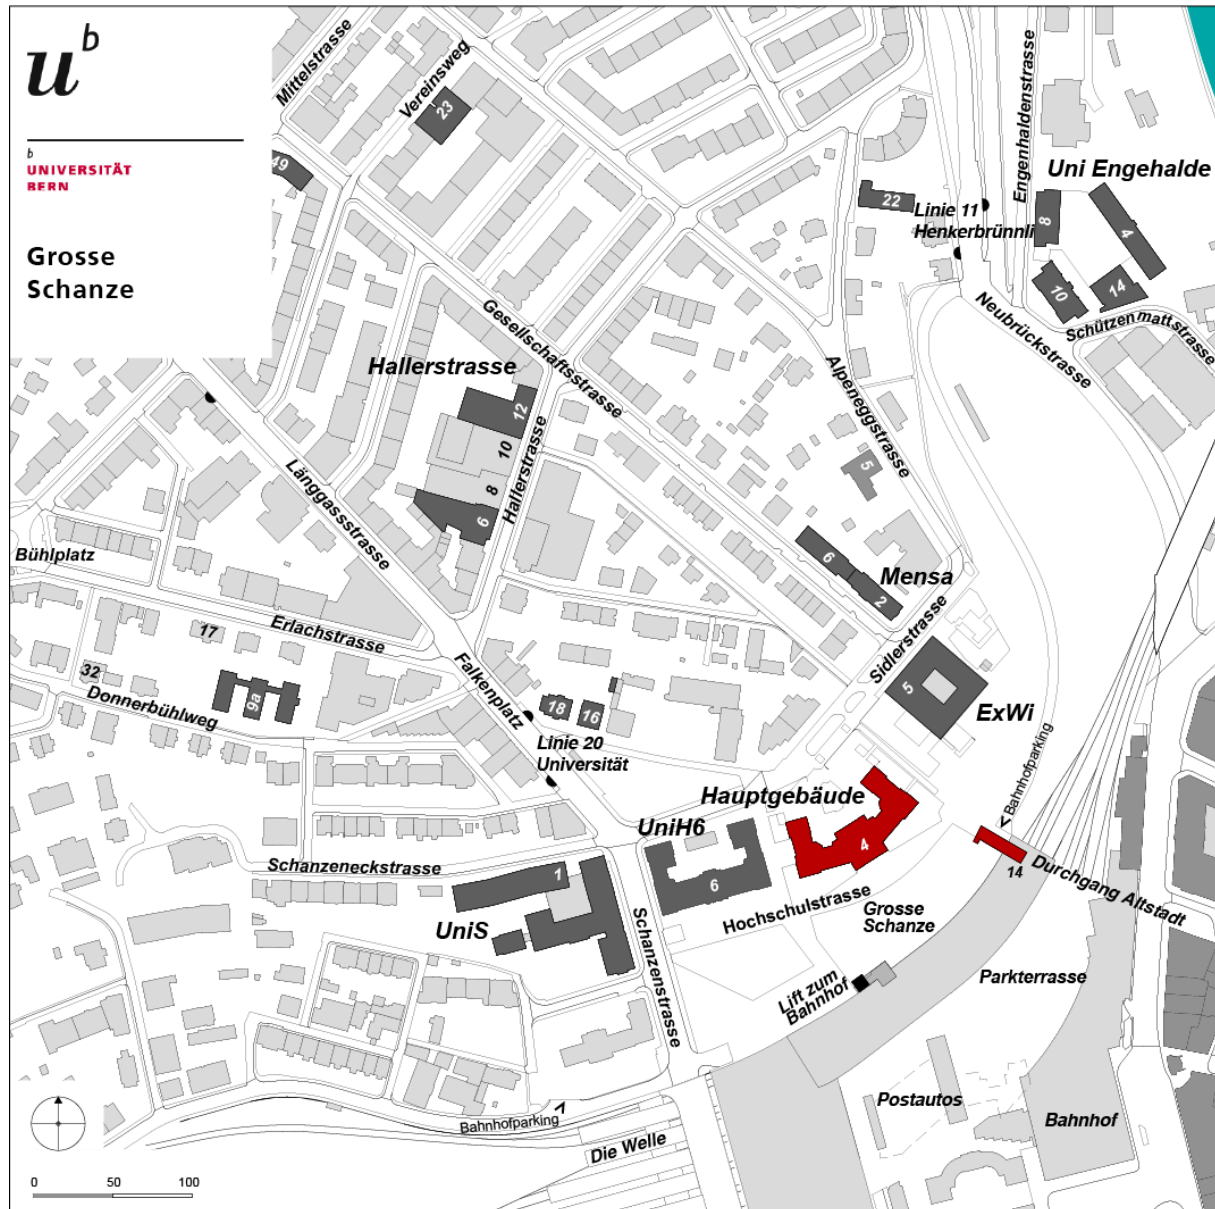 u
b
b
UNIVERSITÄT
BERN
Grosse
Schanze
Mittelstrasse
Vereinsweg
23
49
Engenhaldenstrasse
Uni Engehalde
22
Linie 11
Henkerbrünnli
8
4
10
14
Schützenmattstrasse
Neubrückstrasse
Gesellschaftsstrasse
Alpeneggstrasse
Hallerstrasse
12
10
8
6
Hallerstrasse
5
Länggassstrasse
Bühlplatz
6
2
Mensa
Sidlerstrasse
17
Erlachstrasse
32
9a
Donnerbühlweg
Falkenplatz
18
16
Linie 20
Universität
5
ExWi
Bahnhofparking
Hauptgebäude
4
UniH6
6
Schanzeneckstrasse
1
UniS
Hochschulstrasse
Grosse
Schanze
14
Durchgang Altstadt
Schanzenstrasse
Lift zum
Bahnhof
Parkterrasse
Postautos
Bahnhof
Bahnhofparking
Die Welle
0
50
100